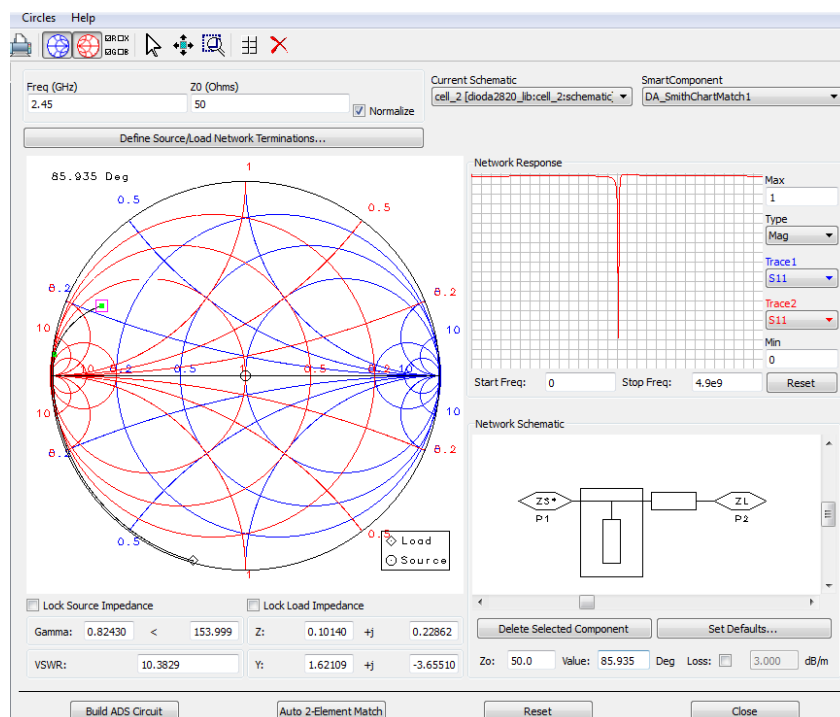 Circles Help
Freq (GHz)
Z0 (Ohms)
2.45
50
Normalize
Current Schematic
SmartComponent
cell_2 [dioda2820_lib:cell_2:schematic]
DA_SmithChartMatch1
Define Source/Load Network Terminations...
85.935 Deg
1
0.5
0.5
0.2
0.2
10
10
10 0.2 0.5 1 0.5 0.2 10
10
10
0.2
0.2
0.5
0.5
1
Load
Source
Network Response
Max
1
Type
Mag
Trace1
S11
Trace2
S11
Min
0
Start Freq: 0 Stop Freq: 4.9e9 Reset
Network Schematic
ZS* ZL
P1 P2
Lock Source Impedance Lock Load Impedance
Gamma: 0.82430 < 153.999 Z: 0.10140 +j 0.22862
VSWR: 10.3829 Y: 1.62109 +j -3.65510
Delete Selected Component Set Defaults...
Zo: 50.0 Value: 85.935 Deg Loss: 3.000 dB/m
Build ADS Circuit Auto 2-Element Match Reset Close